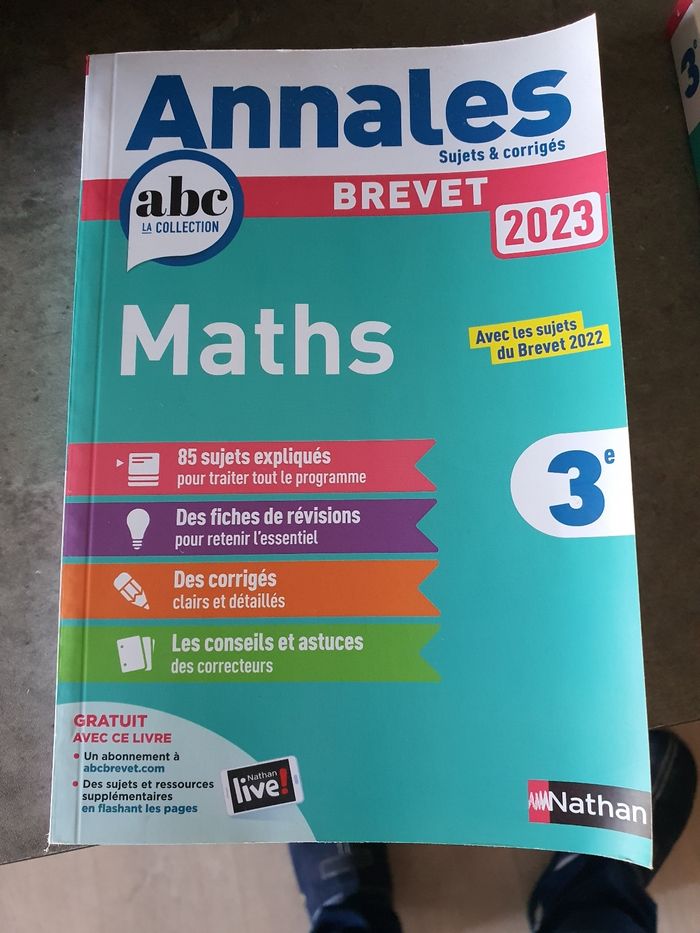 Annales
Sujets & corrigés
abc
LA COLLECTION
BREVET
2023
Maths
Avec les sujets
du Brevet 2022
85 sujets expliqués
pour traiter tout le programme
3e
Des fiches de révisions
pour retenir l'essentiel
Des corrigés
clairs et détaillés
Les conseils et astuces
des correcteurs
GRATUIT
AVEC CE LIVRE
• Un abonnement à
abcbrevet.com
• Des sujets et ressources
supplémentaires
en flashant les pages
Nathan
live!
Nathan
3e